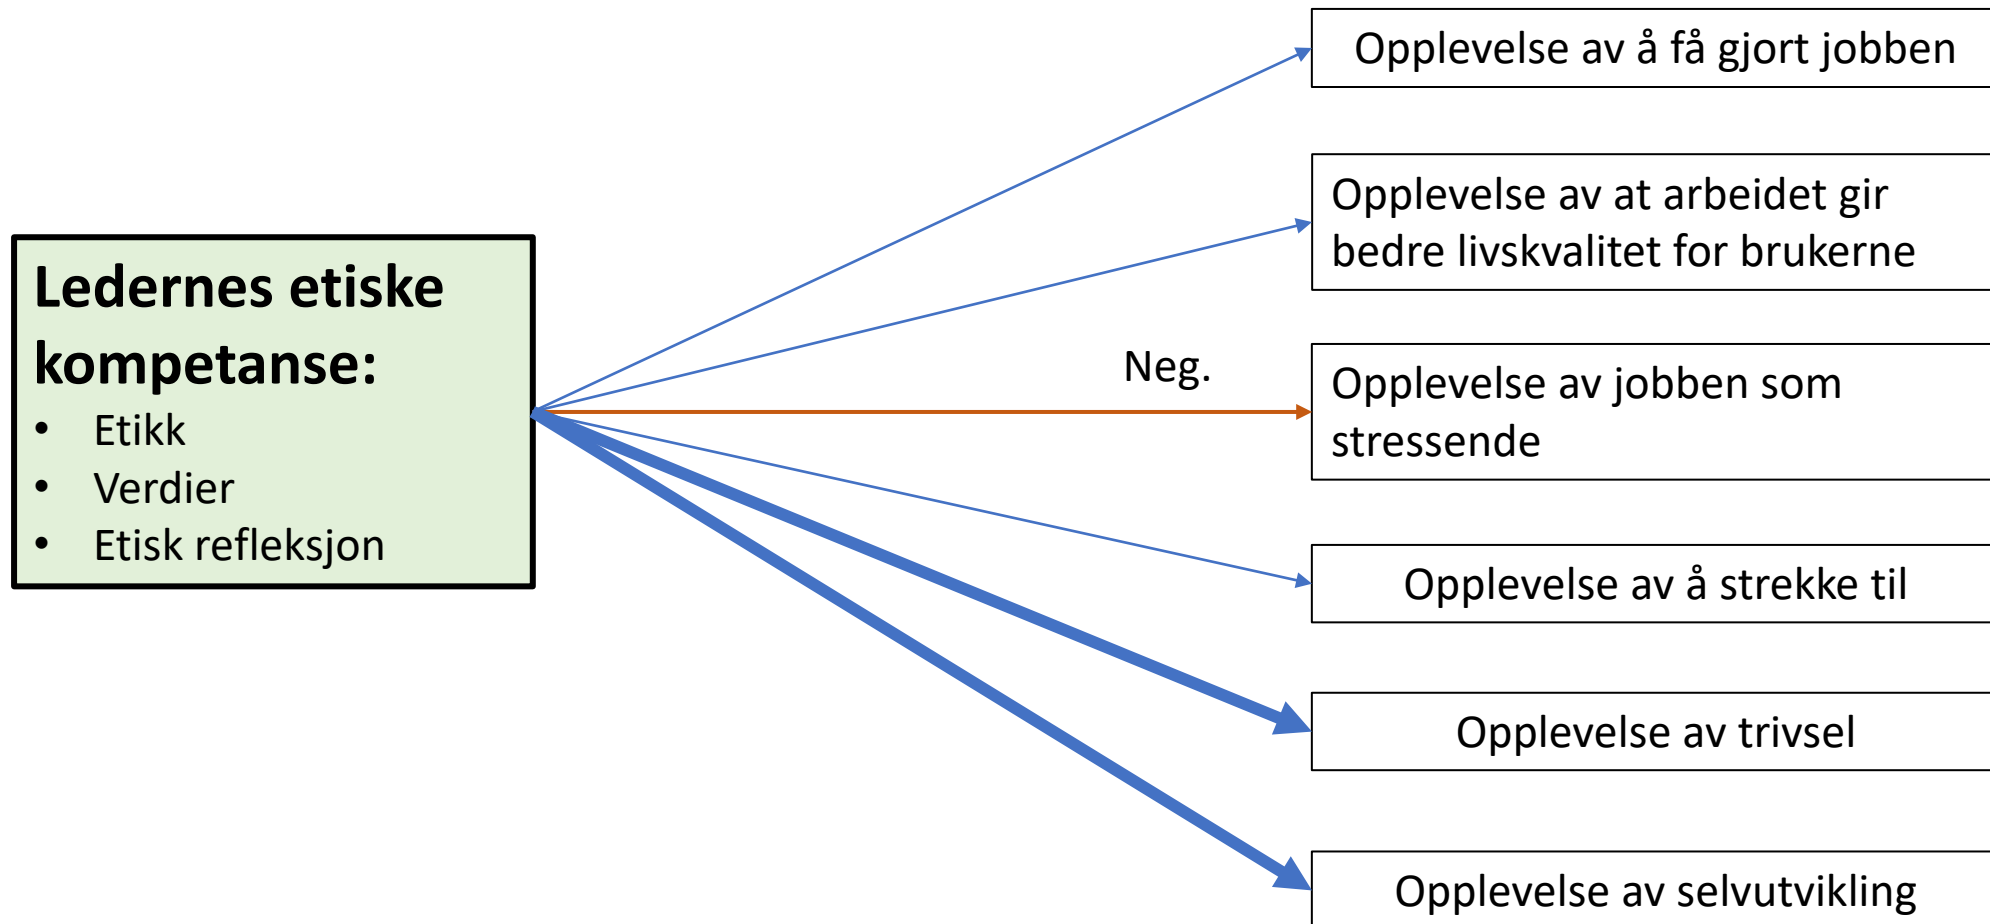 Opplevelse av å få gjort jobben
Opplevelse av at arbeidet gir
bedre livskvalitet for brukerne
Ledernes etiske
kompetanse:
• Etikk
• Verdier
• Etisk refleksjon
Neg.
Opplevelse av jobben som
stressende
Opplevelse av å strekke til
Opplevelse av trivsel
Opplevelse av selvutvikling